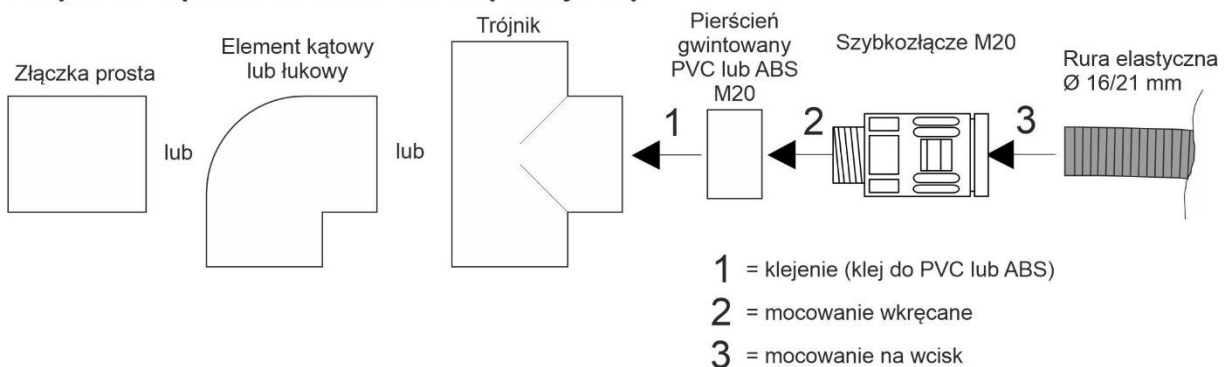 Złączka prosta
lub
Element kątowy
lub łukowy
lub
Trójnik
1
Pierścień
gwintowany
PVC lub ABS
M20
2
Szybkozłącze M20
3
Rura elastyczna
Ø 16/21 mm
1 = klejenie (klej do PVC lub ABS)
2 = mocowanie wkręcane
3 = mocowanie na wcisk